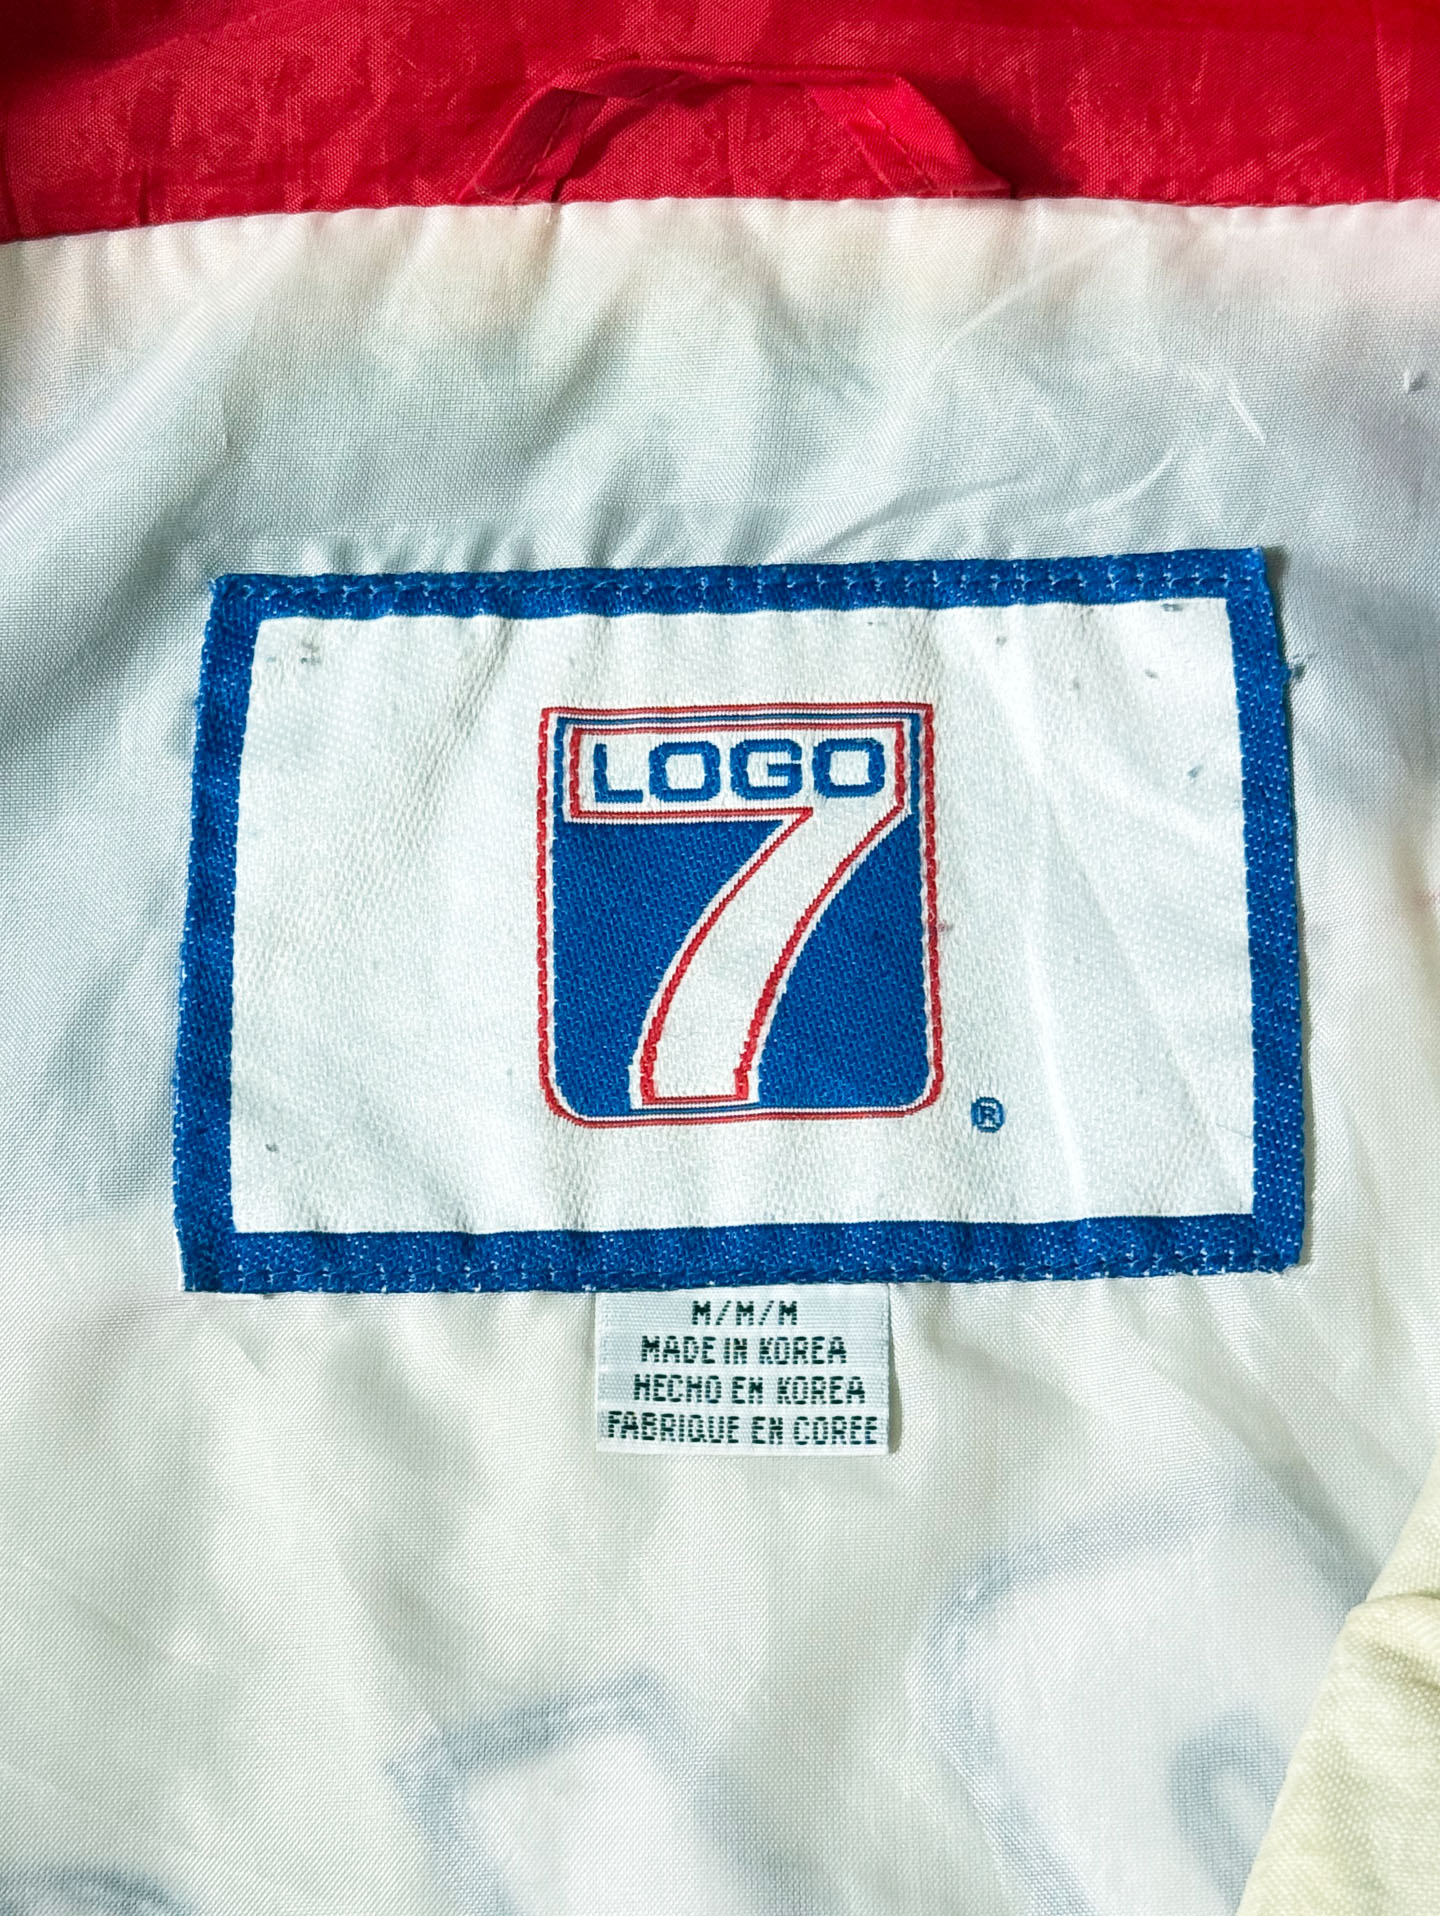 LOGO
7
®
M/M/M
MADE IN KOREA
HECHO EN KOREA
FABRIQUE EN COREE